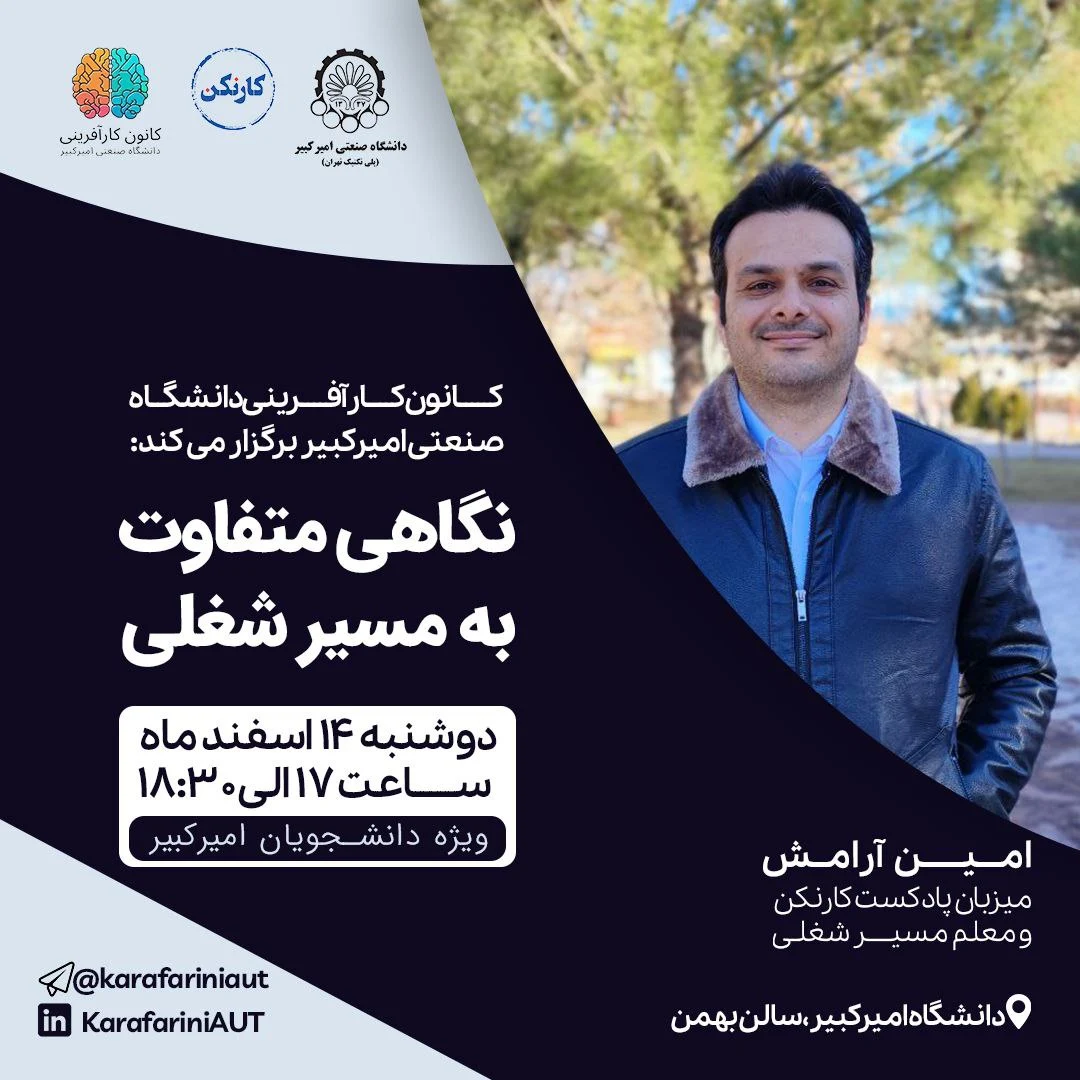 کانون کارآفرینی
دانشگاه صنعتی امیرکبیر
کارنکن
۱۳۳۷
دانشگاه صنعتی امیرکبیر
(پلی تکنیک تهران)
کانون کارآفرینی دانشگاه
صنعتی امیرکبیر برگزار می‌کند:
نگاهی متفاوت
به مسیر شغلی
دوشنبه ۱۴ اسفند ماه
ساعت ۱۷ الی ۱۸:۳۰
ویژه دانشجویان امیرکبیر
امین آرامش
میزبان پادکست کارنکن
و معلم مسیر شغلی
دانشگاه امیرکبیر، سالن بهمن
@karafariniaut
in KarafariniAUT